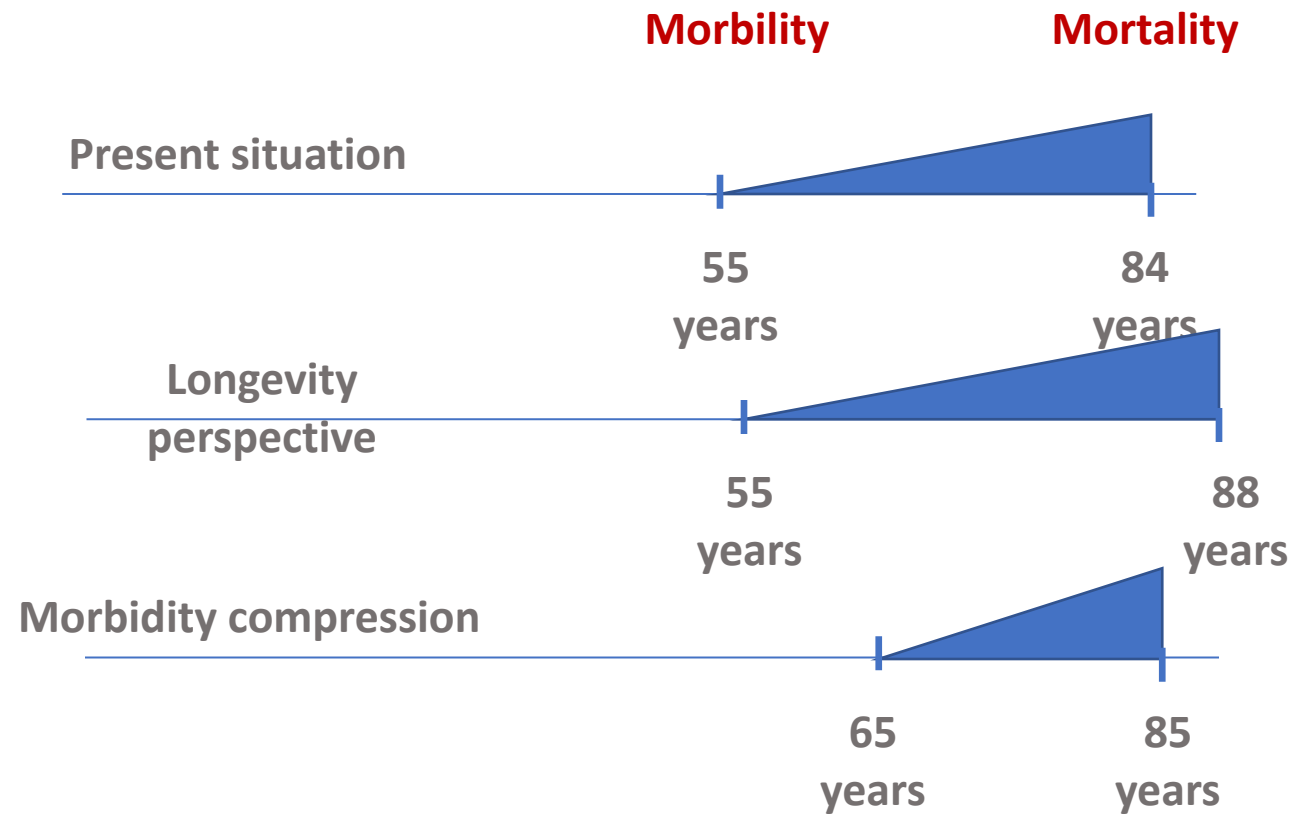 Morbility Mortality
Present situation
55
years
84
years
Longevity
perspective
55
years
88
years
Morbidity compression
65
years
85
years